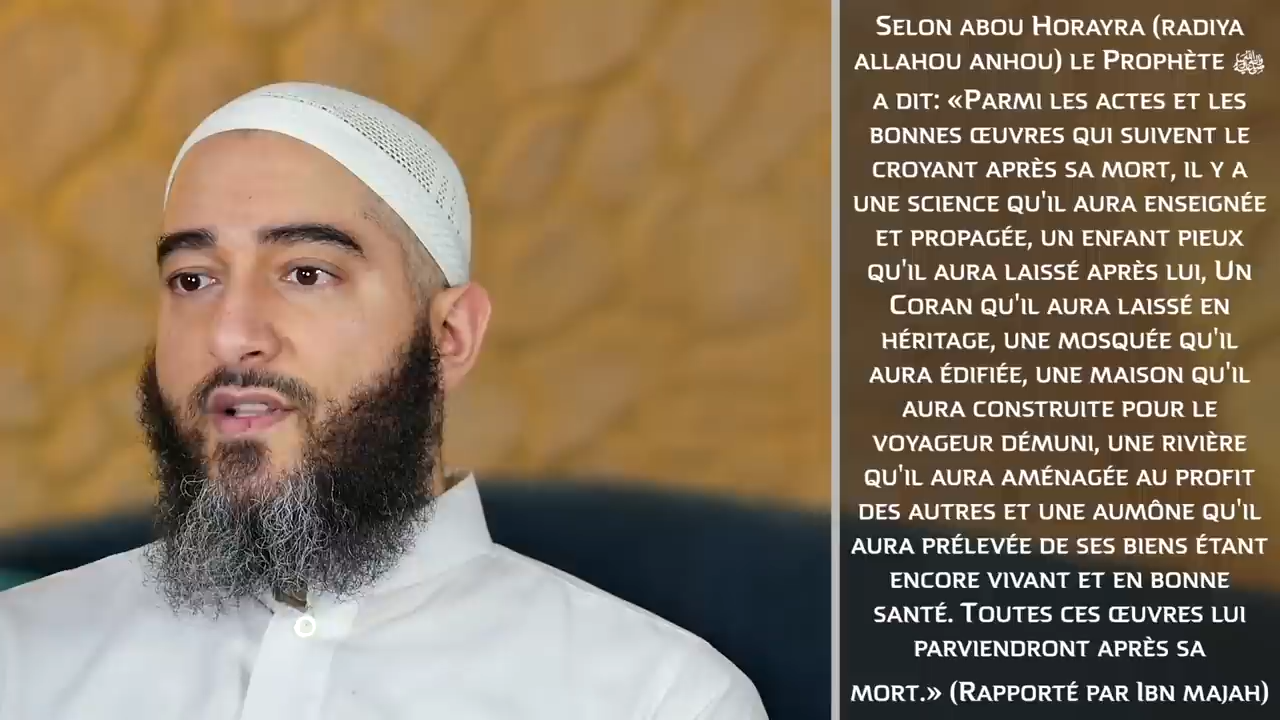 Selon abou Horayra (radiya
allahou anhou) le Prophète ﷺ
a dit: «Parmi les actes et les
bonnes œuvres qui suivent le
croyant après sa mort, il y a
une science qu'il aura enseignée
et propagée, un enfant pieux
qu'il aura laissé après lui, Un
Coran qu'il aura laissé en
héritage, une mosquée qu'il
aura édifiée, une maison qu'il
aura construite pour le
voyageur démuni, une rivière
qu'il aura aménagée au profit
des autres et une aumône qu'il
aura prélevée de ses biens étant
encore vivant et en bonne
santé. Toutes ces œuvres lui
parviendront après sa
mort.» (Rapporté par Ibn majah)